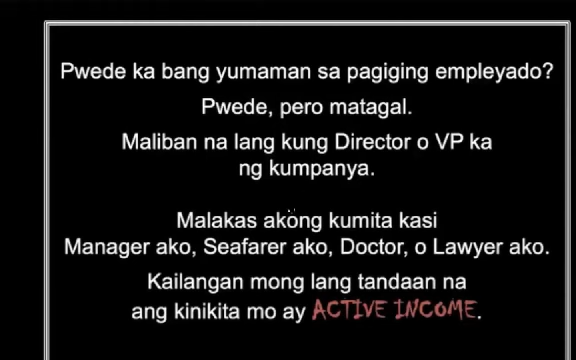 Pwede ka bang yumaman sa pagiging empleyado?
Pwede, pero matagal.
Maliban na lang kung Director o VP ka
ng kumpanya.
Malakas akong kumita kasi
Manager ako, Seafarer ako, Doctor, o Lawyer ako.
Kailangan mong lang tandaan na
ang kinikita mo ay ACTIVE INCOME.